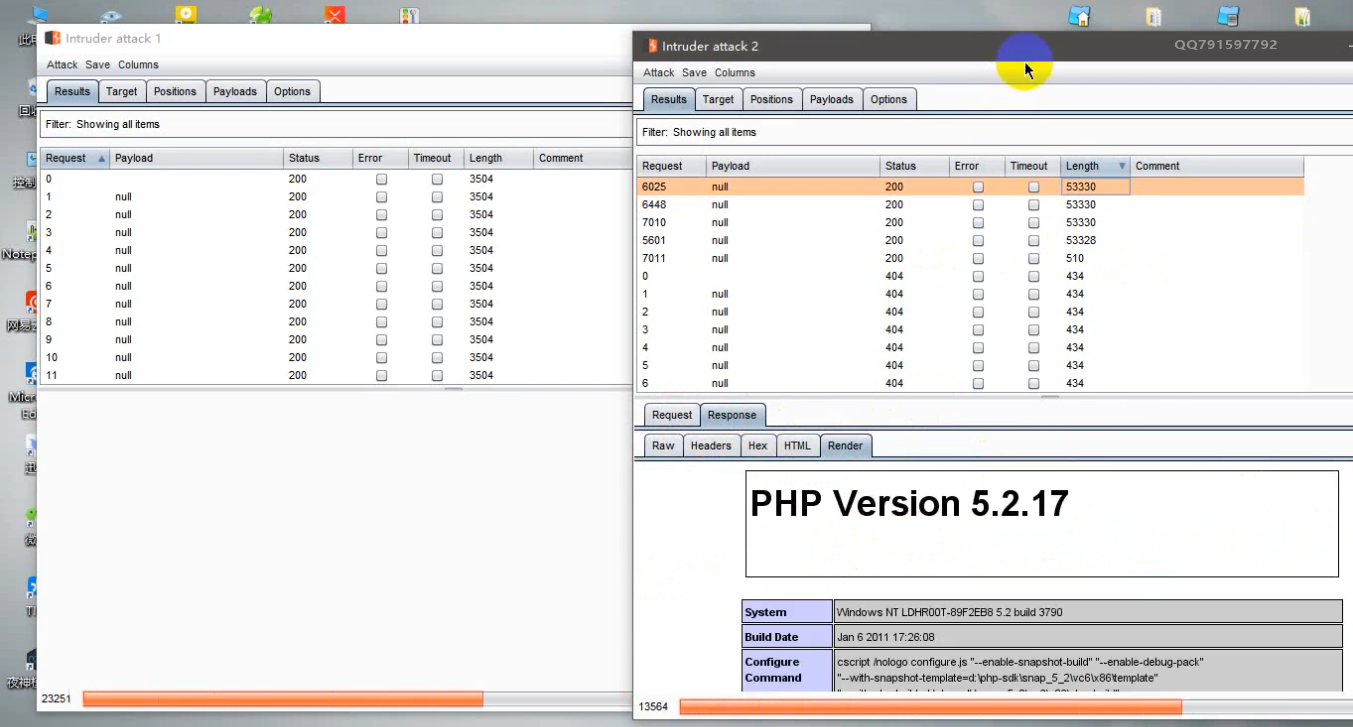 Intruder attack 1
Attack Save Columns
Results Target Positions Payloads Options
Filter: Showing all items
Request Payload Status Error Timeout Length Comment
0 200 3504
1 null 200 3504
2 null 200 3504
3 null 200 3504
4 null 200 3504
5 null 200 3504
6 null 200 3504
7 null 200 3504
8 null 200 3504
9 null 200 3504
10 null 200 3504
11 null 200 3504
23251
Intruder attack 2
QQ791597792
Attack Save Columns
Results Target Positions Payloads Options
Filter: Showing all items
Request Payload Status Error Timeout Length Comment
6025 null 200 53330
6448 null 200 53330
7010 null 200 53330
5601 null 200 53328
7011 null 200 510
0 404 434
1 null 404 434
2 null 404 434
3 null 404 434
4 null 404 434
5 null 404 434
6 null 404 434
Request Response
Raw Headers Hex HTML Render
PHP Version 5.2.17
System Windows NT LDHR00T-89F2EB8 5.2 build 3790
Build Date Jan 6 2011 17:26:08
Configure Command cscript /nologo configure.js "--enable-snapshot-build" "--enable-debug-pack"
"--with-snapshot-template=d:\php-sdk\snap_5_2\vc6\x86\template"
13564